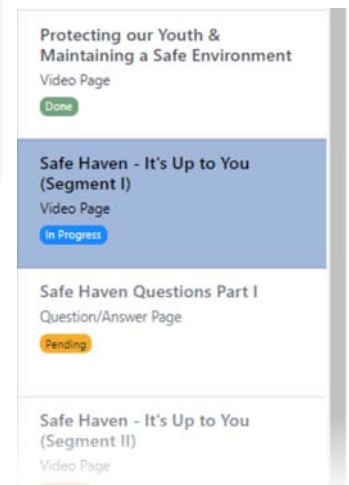 Protecting our Youth &
Maintaining a Safe Environment
Video Page
Done
Safe Haven - It's Up to You
(Segment I)
Video Page
In Progress
Safe Haven Questions Part I
Question/Answer Page
Pending
Safe Haven - It's Up to You
(Segment II)
Video Page